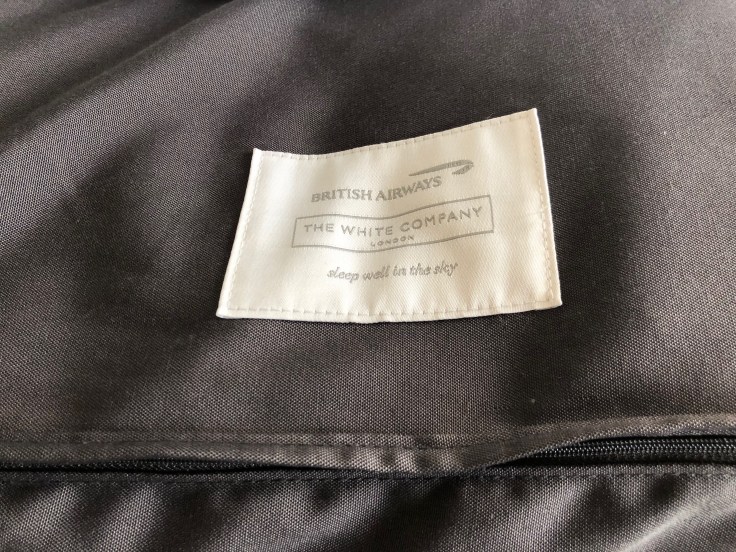 BRITISH AIRWAYS
THE WHITE COMPANY
LONDON
sleep well in the sky